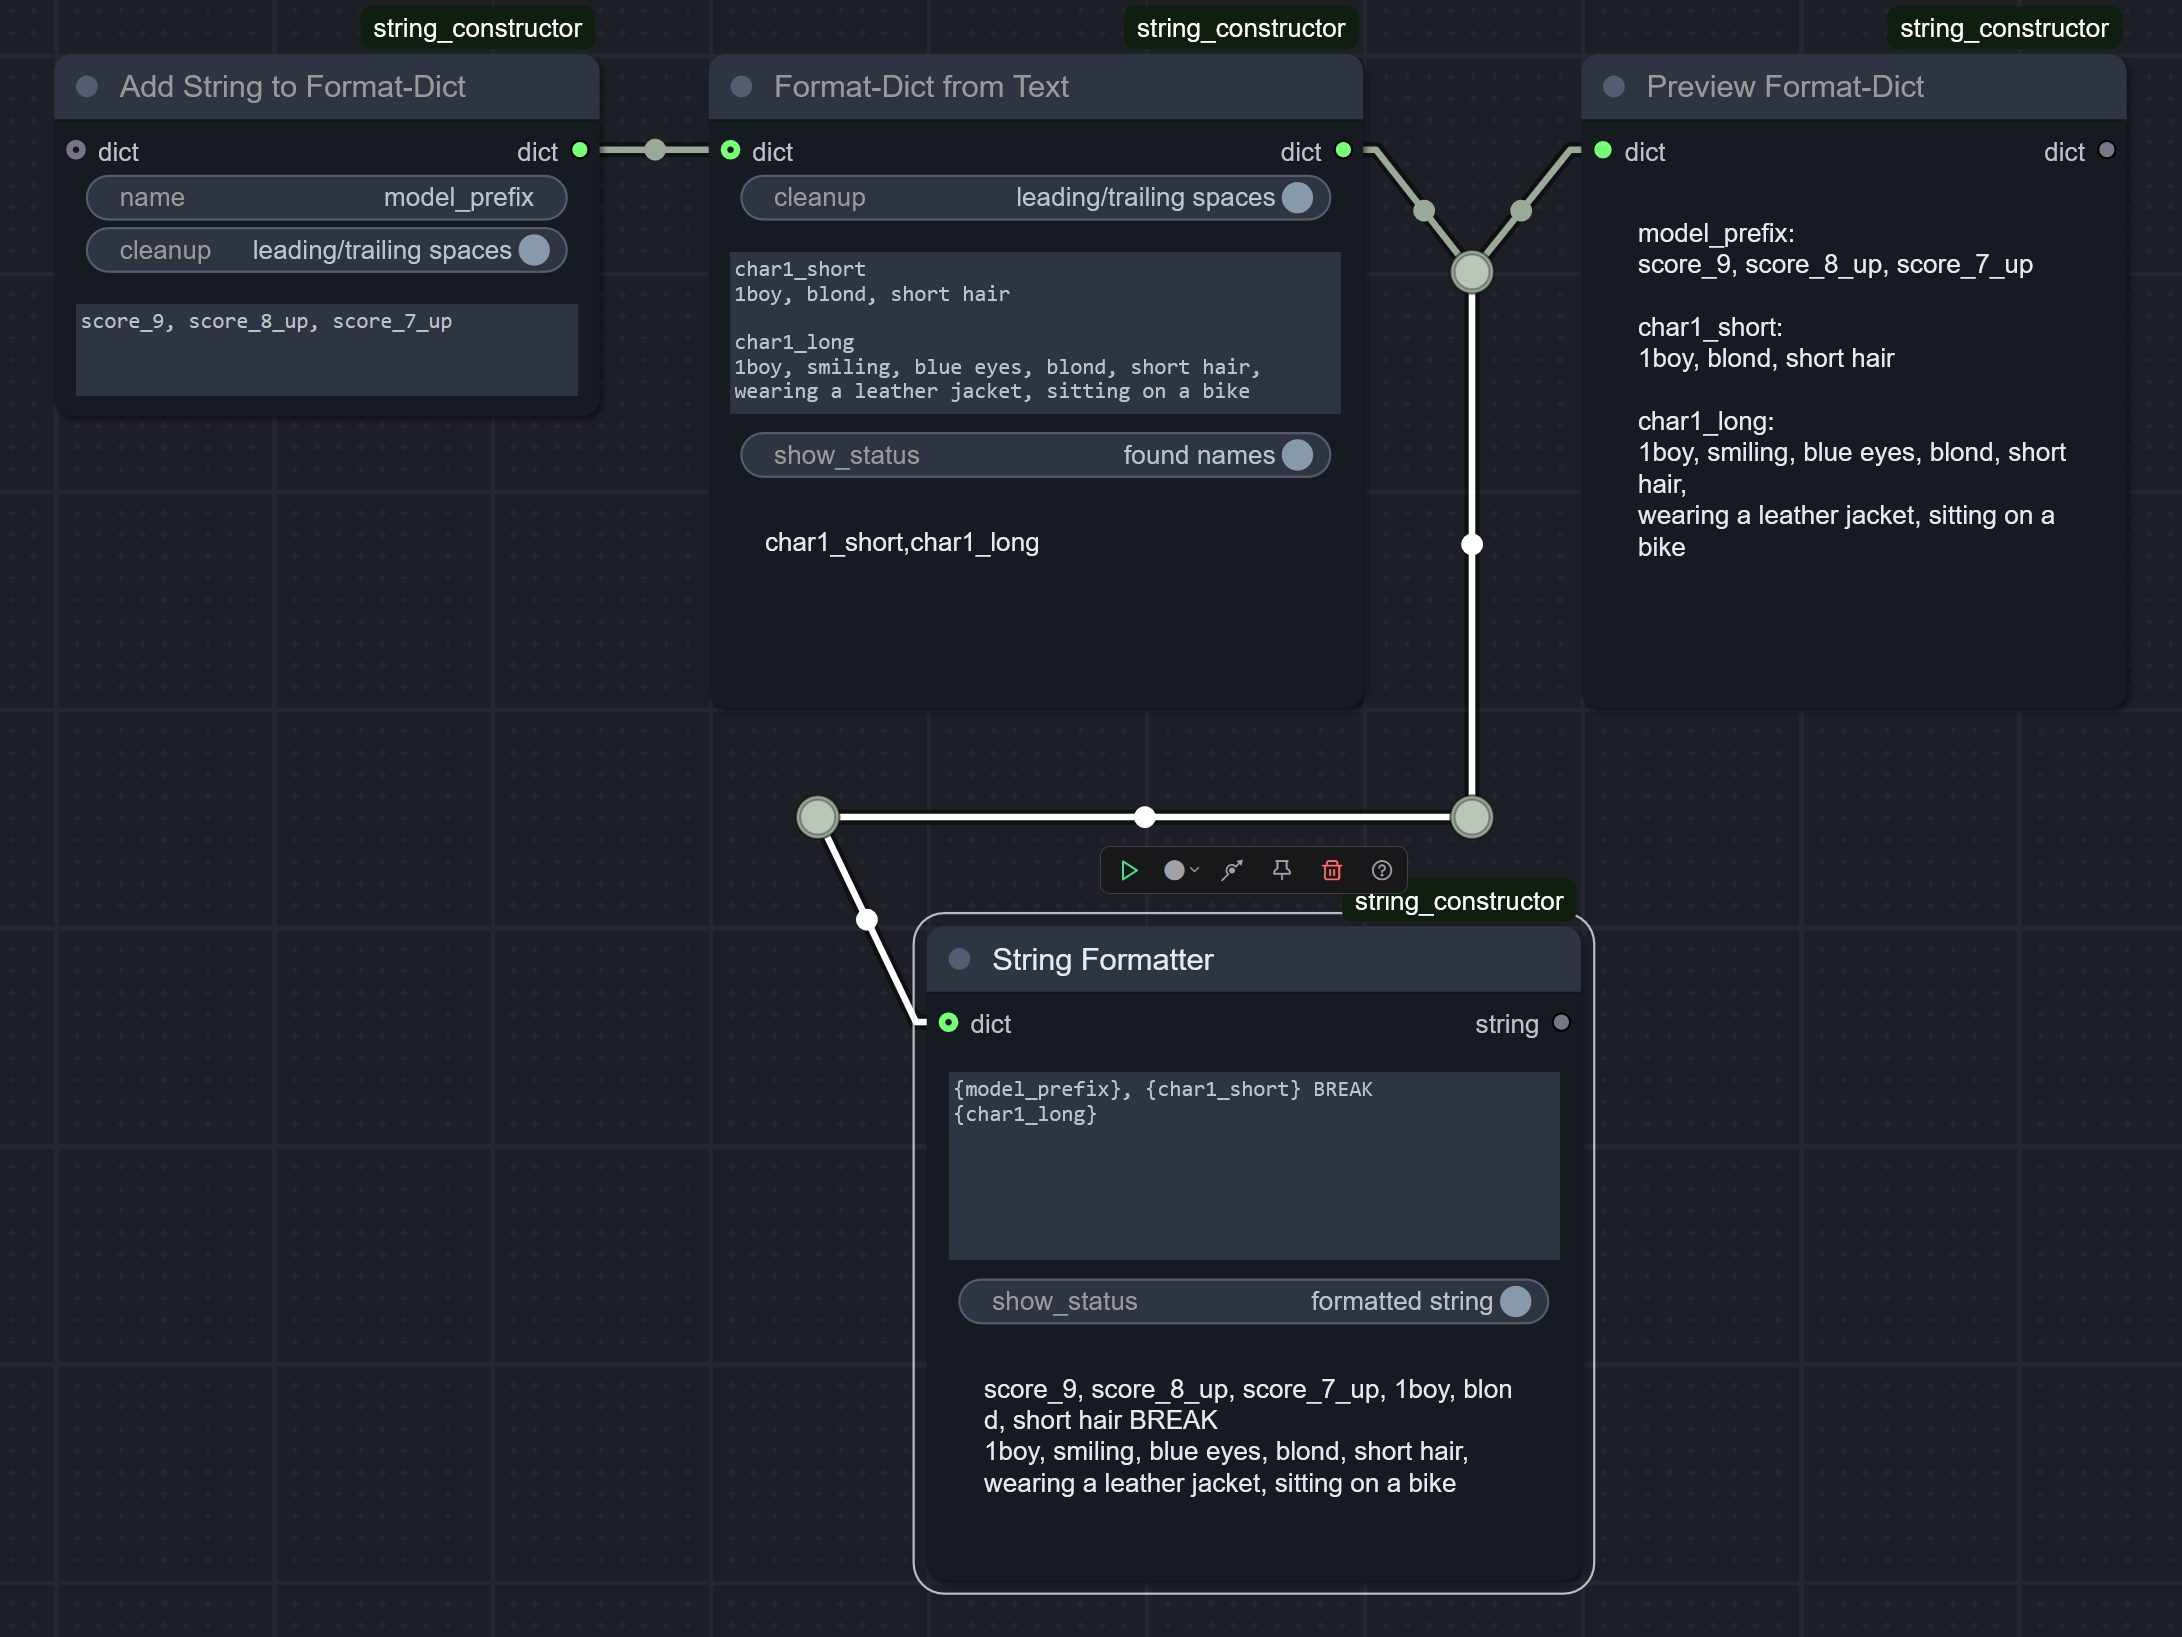 string_constructor
Add String to Format-Dict
dict
dict
name
model_prefix
cleanup
leading/trailing spaces
score_9, score_8_up, score_7_up
string_constructor
Format-Dict from Text
dict
dict
cleanup
leading/trailing spaces
char1_short
1boy, blond, short hair
char1_long
1boy, smiling, blue eyes, blond, short hair,
wearing a leather jacket, sitting on a bike
show_status
found names
char1_short,char1_long
string_constructor
Preview Format-Dict
dict
dict
model_prefix:
score_9, score_8_up, score_7_up
char1_short:
1boy, blond, short hair
char1_long:
1boy, smiling, blue eyes, blond, short
hair,
wearing a leather jacket, sitting on a
bike
string_constructor
String Formatter
dict
string
{model_prefix}, {char1_short} BREAK
{char1_long}
show_status
formatted string
score_9, score_8_up, score_7_up, 1boy, blon
d, short hair BREAK
1boy, smiling, blue eyes, blond, short hair,
wearing a leather jacket, sitting on a bike